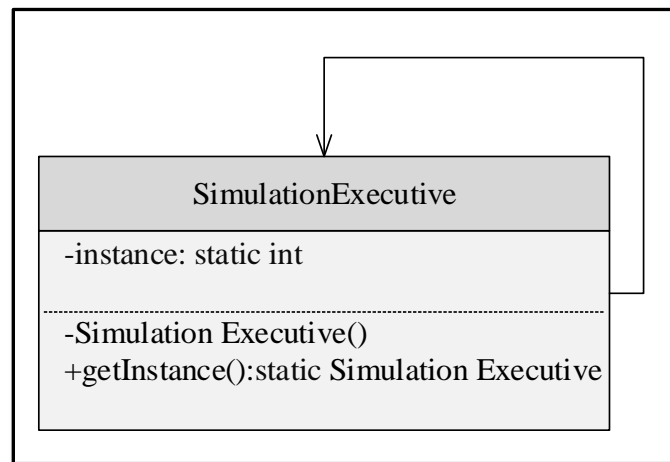 SimulationExecutive
-instance: static int
-Simulation Executive()
+getInstance():static Simulation Executive